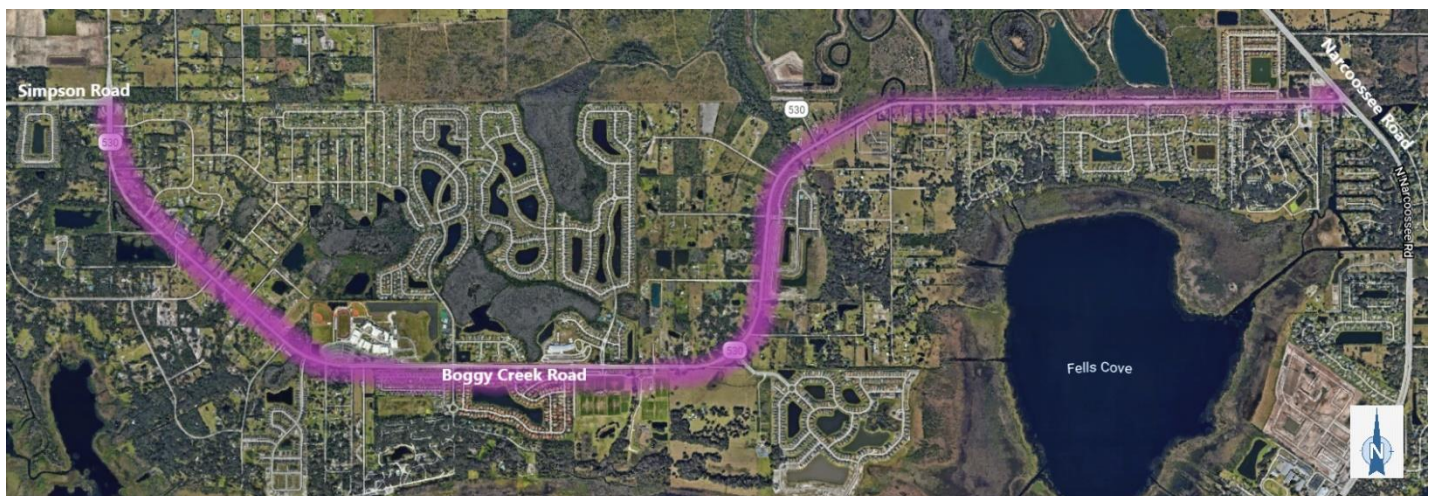 Narcoossee Road
Simpson Road
530
530
N Narcoossee Rd
530
Boggy Creek Road
Fells Cove
N